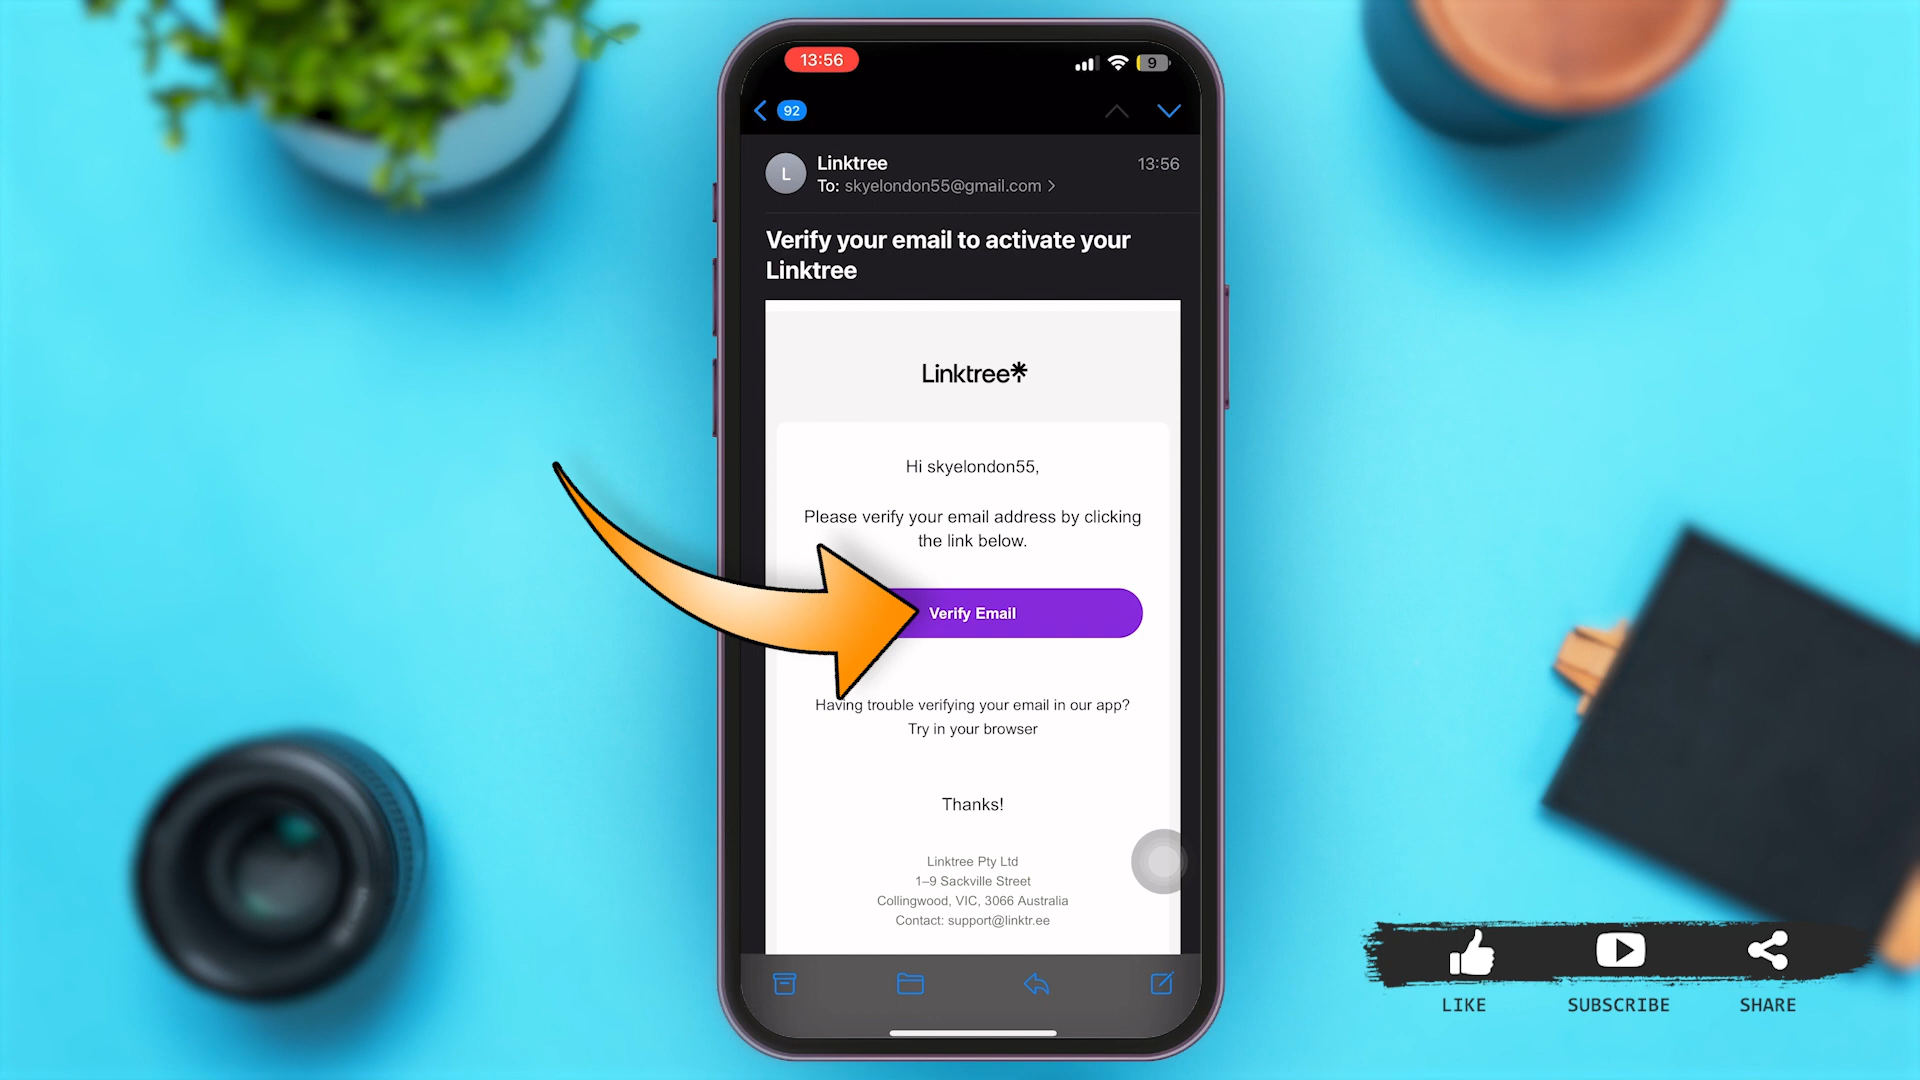 13:56
9
92
L
Linktree
13:56
To: skyelondon55@gmail.com
Verify your email to activate your
Linktree
Linktree
Hi skyelondon55,
Please verify your email address by clicking
the link below.
Verify Email
Having trouble verifying your email in our app?
Try in your browser
Thanks!
Linktree Pty Ltd
1–9 Sackville Street
Collingwood, VIC, 3066 Australia
Contact: support@linktr.ee
LIKE SUBSCRIBE SHARE